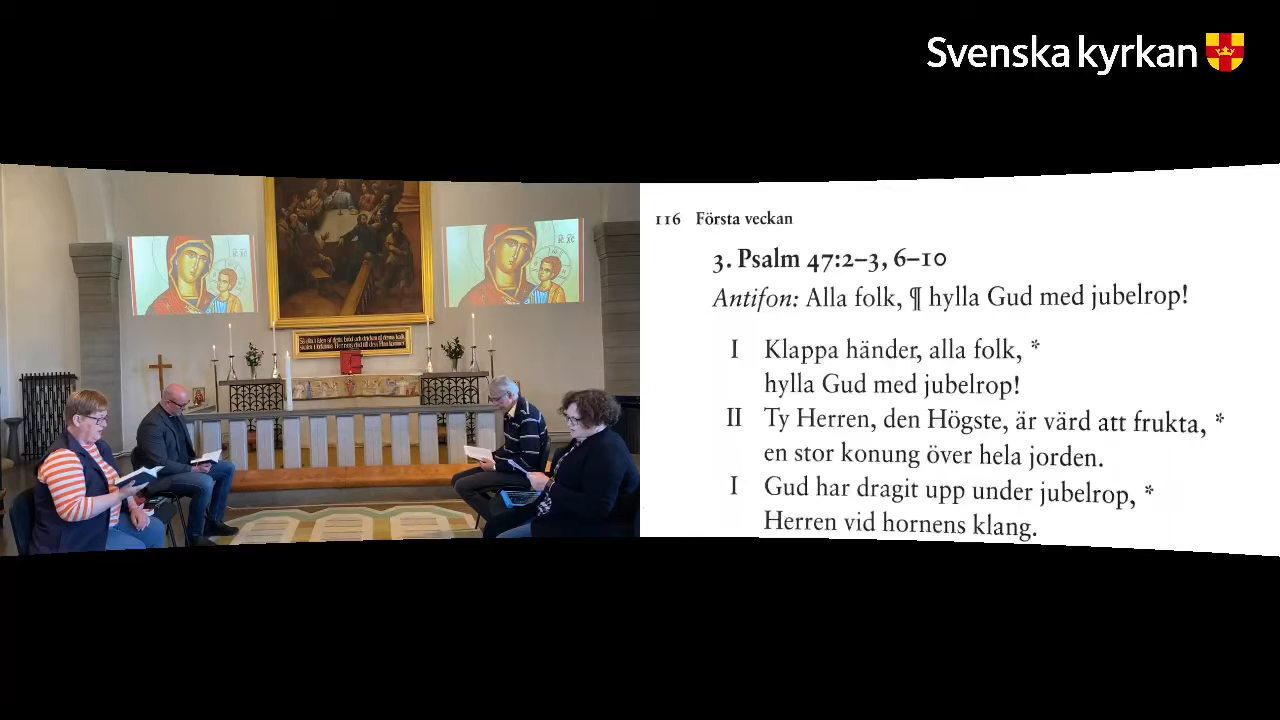 Svenska kyrkan
116 Första veckan
3. Psalm 47:2–3, 6–10
Antifon: Alla folk, ¶ hylla Gud med jubelrop!
I Klappa händer, alla folk, *
hylla Gud med jubelrop!
II Ty Herren, den Högste, är värd att frukta, *
en stor konung över hela jorden.
I Gud har dragit upp under jubelrop, *
Herren vid hornens klang.